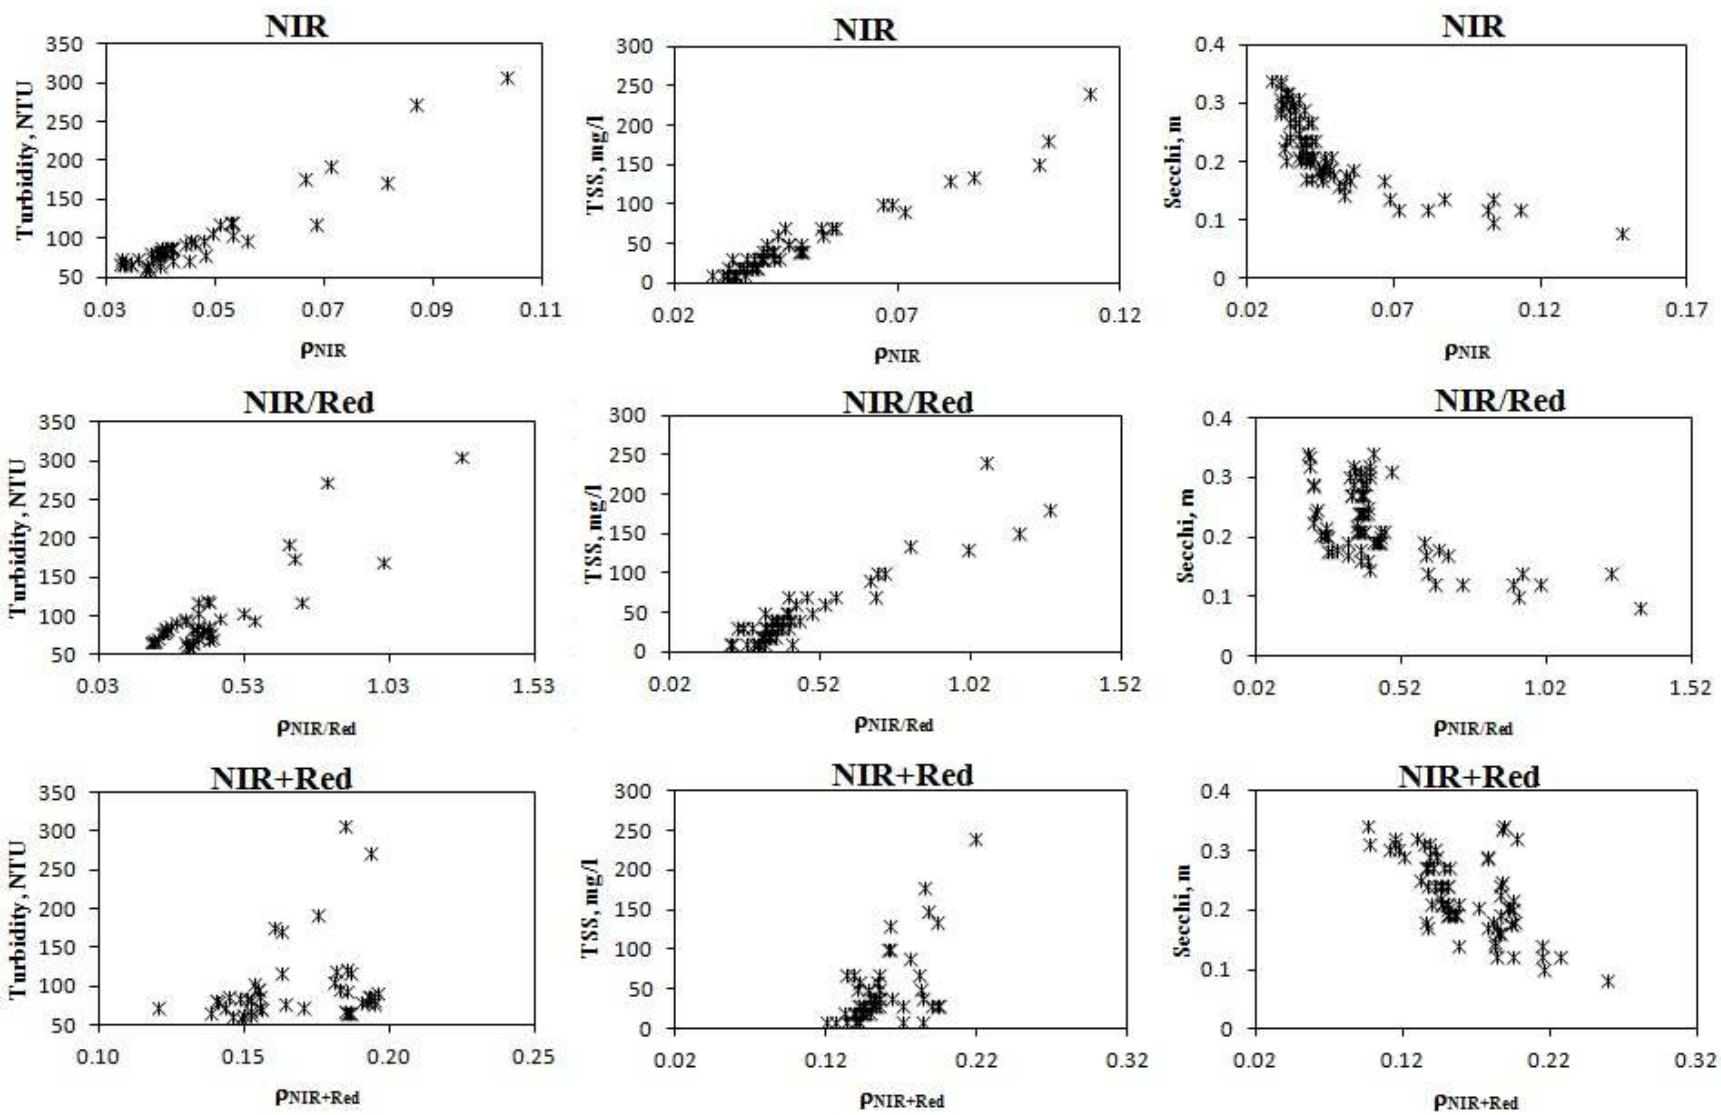 NIR
350
300
250
200
150
100
50
Turbidity, NTU
0.03 0.05 0.07 0.09 0.11
ρNIR
NIR
300
250
200
150
100
50
0
TSS, mg/l
0.02 0.07 0.12
ρNIR
NIR
0.4
0.3
0.2
0.1
0
Secchi, m
0.02 0.07 0.12 0.17
ρNIR
NIR/Red
350
300
250
200
150
100
50
Turbidity, NTU
0.03 0.53 1.03 1.53
ρNIR/Red
NIR/Red
300
250
200
150
100
50
0
TSS, mg/l
0.02 0.52 1.02 1.52
ρNIR/Red
NIR/Red
0.4
0.3
0.2
0.1
0
Secchi, m
0.02 0.52 1.02 1.52
ρNIR/Red
NIR+Red
350
300
250
200
150
100
50
Turbidity, NTU
0.10 0.15 0.20 0.25
ρNIR+Red
NIR+Red
300
250
200
150
100
50
0
TSS, mg/l
0.02 0.12 0.22 0.32
ρNIR+Red
NIR+Red
0.4
0.3
0.2
0.1
0
Secchi, m
0.02 0.12 0.22 0.32
ρNIR+Red